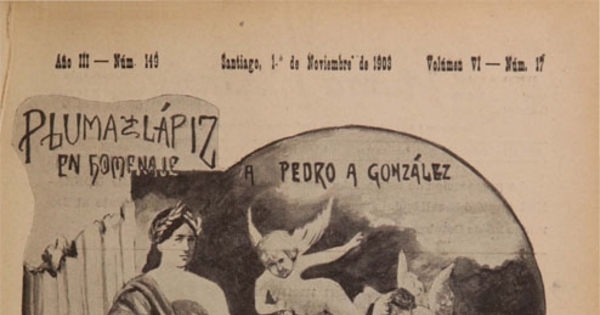 Año III — Núm. 149 Santiago, 1.º de Noviembre de 1903 Volúmen VI — Núm. 17
PLUMA Y LÁPIZ
EN HOMENAJE A PEDRO A GONZÁLEZ